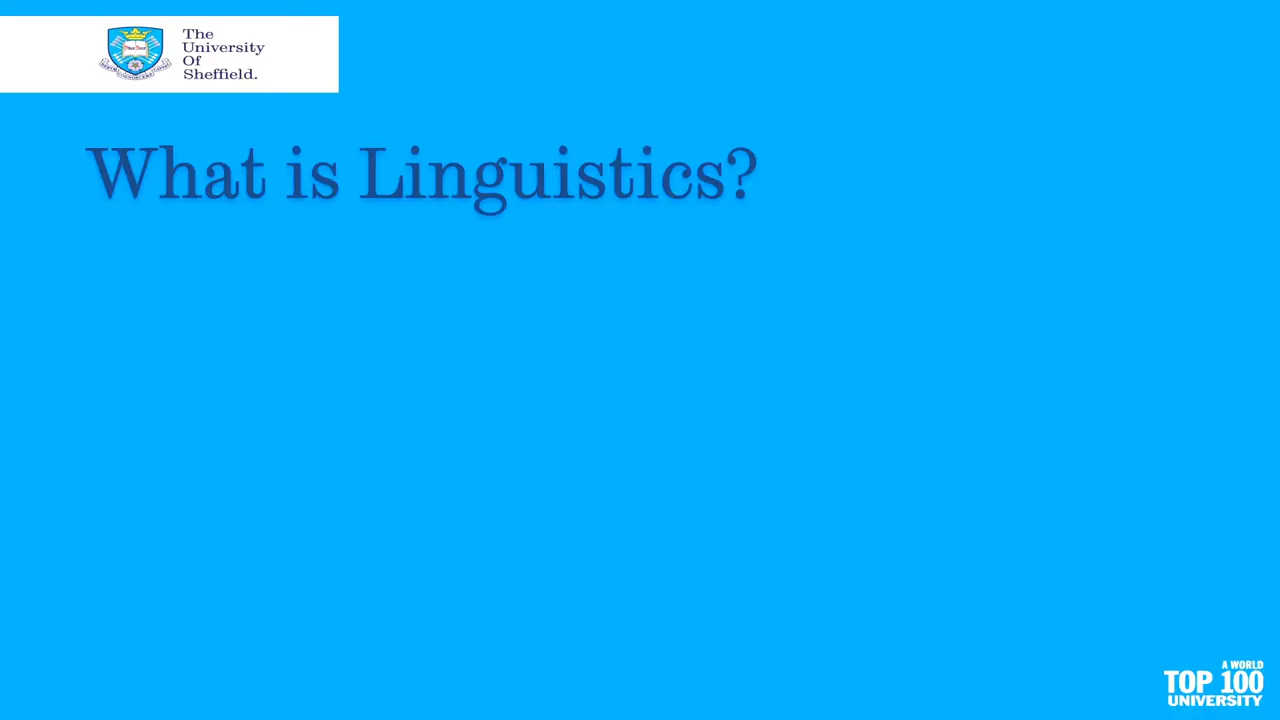 The
University
Of
Sheffield.
What is Linguistics?
A WORLD
TOP 100
UNIVERSITY